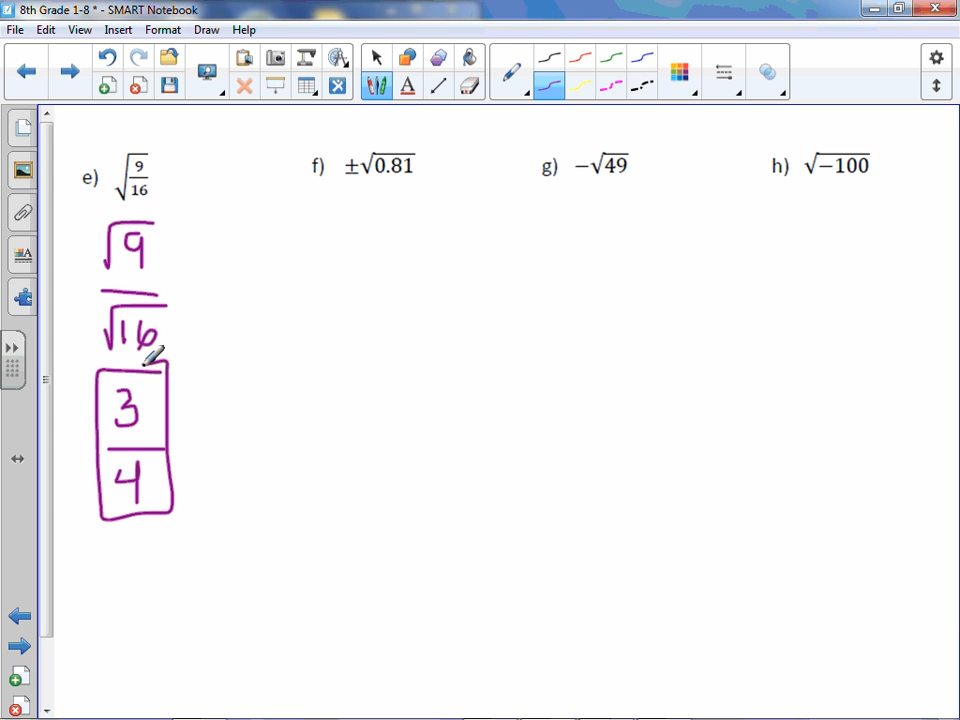 8th Grade 1-8 * - SMART Notebook
File Edit View Insert Format Draw Help
e) √(9/16) f) ±√0.81 g) −√49 h) √−100
√9
√16
3
4